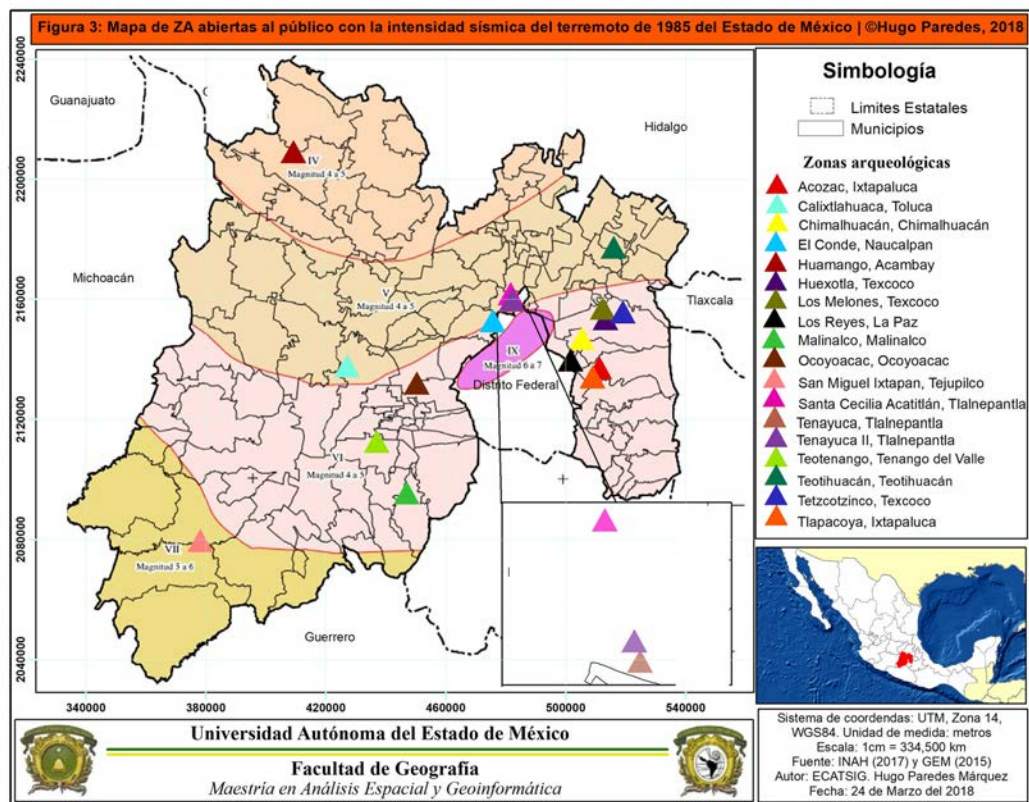 Figura 3: Mapa de ZA abiertas al público con la intensidad sísmica del terremoto de 1985 del Estado de México | ©Hugo Paredes, 2018
2240000
2200000
2160000
2120000
2080000
2040000
340000
380000
420000
460000
500000
540000
Guanajuato
Hidalgo
Michoacán
Tlaxcala
Distrito Federal
Guerrero
IV
Magnitud 4 a 5
V
Magnitud 4 a 5
IX
Magnitud 6 a 7
VI
Magnitud 4 a 5
VII
Magnitud 5 a 6
Simbología
Limites Estatales
Municipios
Zonas arqueológicas
Acozac, Ixtapaluca
Calixtlahuaca, Toluca
Chimalhuacán, Chimalhuacán
El Conde, Naucalpan
Huamango, Acambay
Huexotla, Texcoco
Los Melones, Texcoco
Los Reyes, La Paz
Malinalco, Malinalco
Ocoyoacac, Ocoyoacac
San Miguel Ixtapan, Tejupilco
Santa Cecilia Acatitlán, Tlalnepantla
Tenayuca, Tlalnepantla
Tenayuca II, Tlalnepantla
Teotenango, Tenango del Valle
Teotihuacán, Teotihuacán
Tetzcotzinco, Texcoco
Tlapacoya, Ixtapaluca
Universidad Autónoma del Estado de México
Facultad de Geografía
Maestría en Análisis Espacial y Geoinformática
Sistema de coordendas: UTM, Zona 14,
WGS84. Unidad de medida: metros
Escala: 1cm = 334,500 km
Fuente: INAH (2017) y GEM (2015)
Autor: ECATSIG. Hugo Paredes Márquez
Fecha: 24 de Marzo del 2018